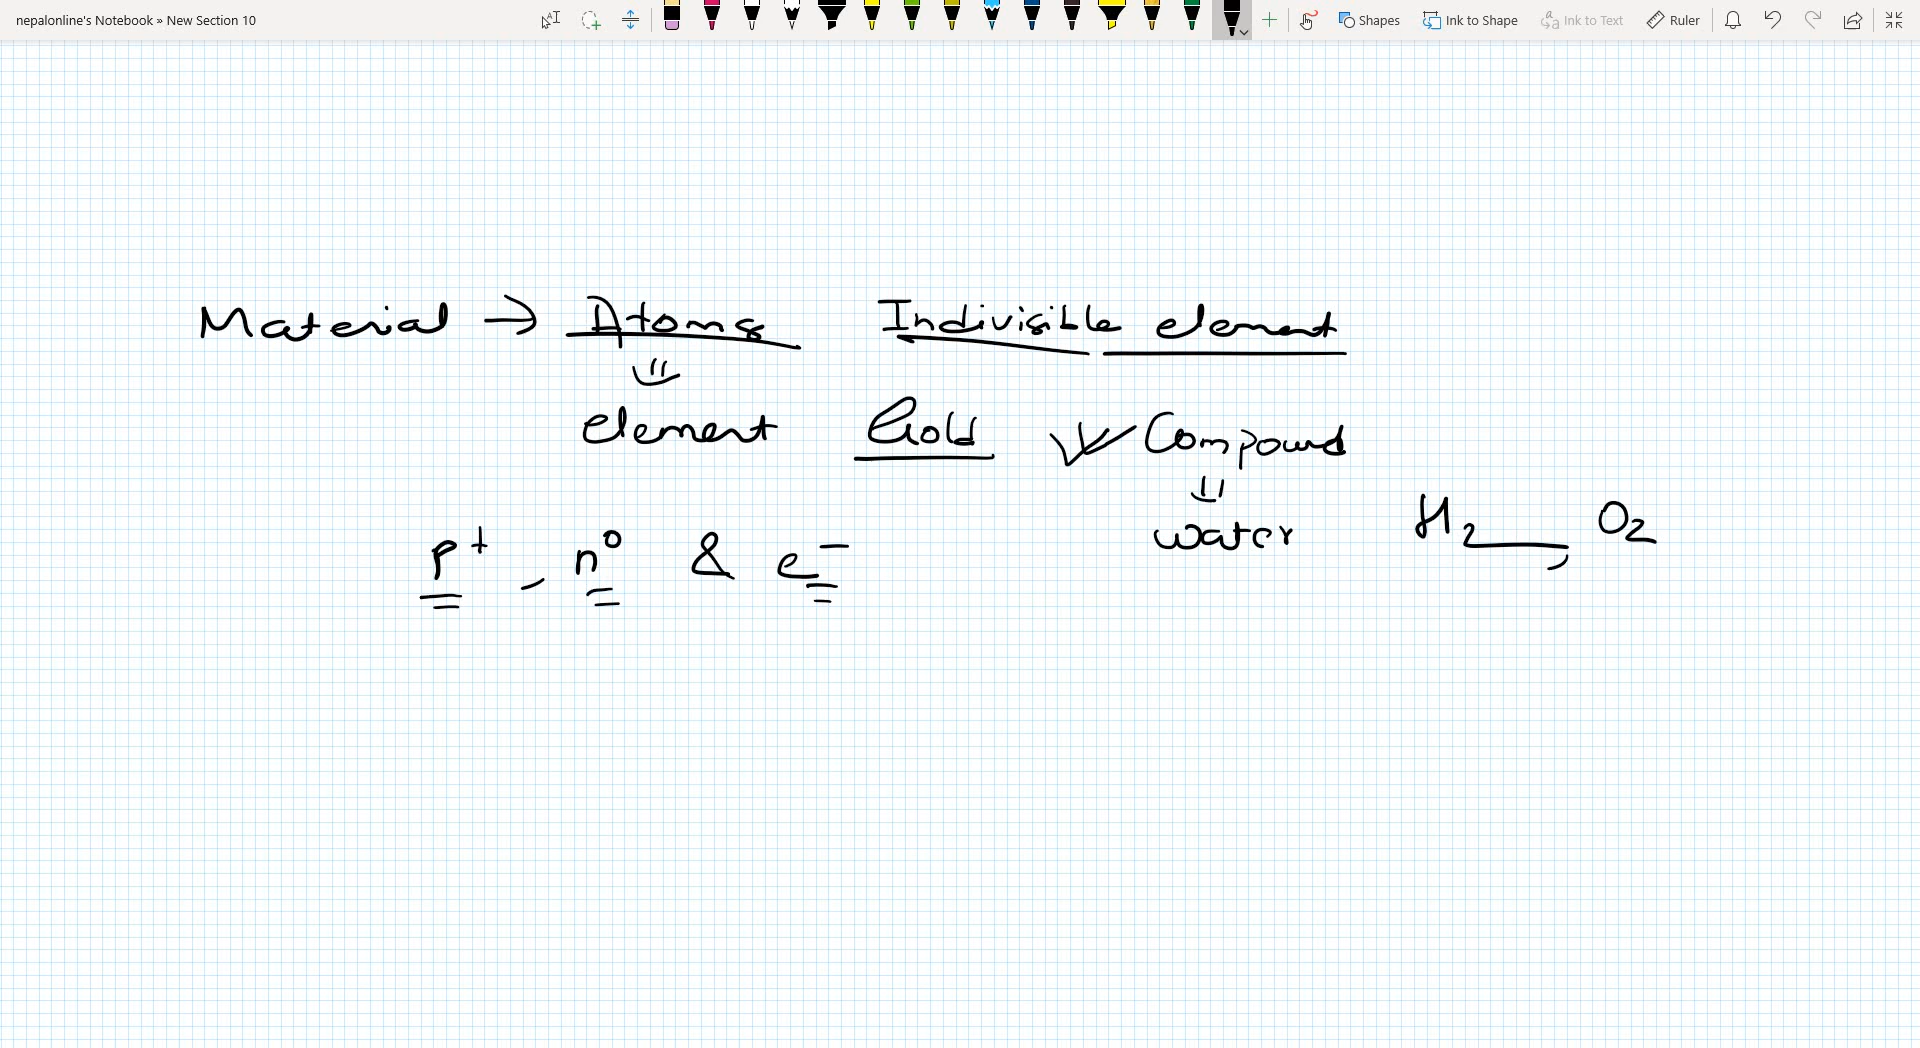 nepalonline's Notebook » New Section 10
Shapes Ink to Shape Ink to Text Ruler
Material → Atoms Indivisible element
element Gold Compound
water H₂, O₂
p⁺, n⁰ & e⁻